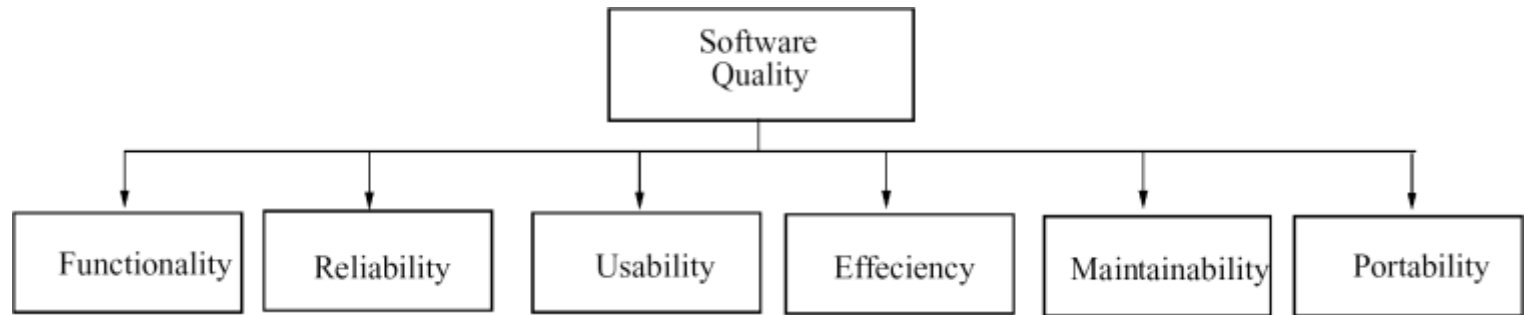 Software
Quality
Functionality
Reliability
Usability
Effeciency
Maintainability
Portability